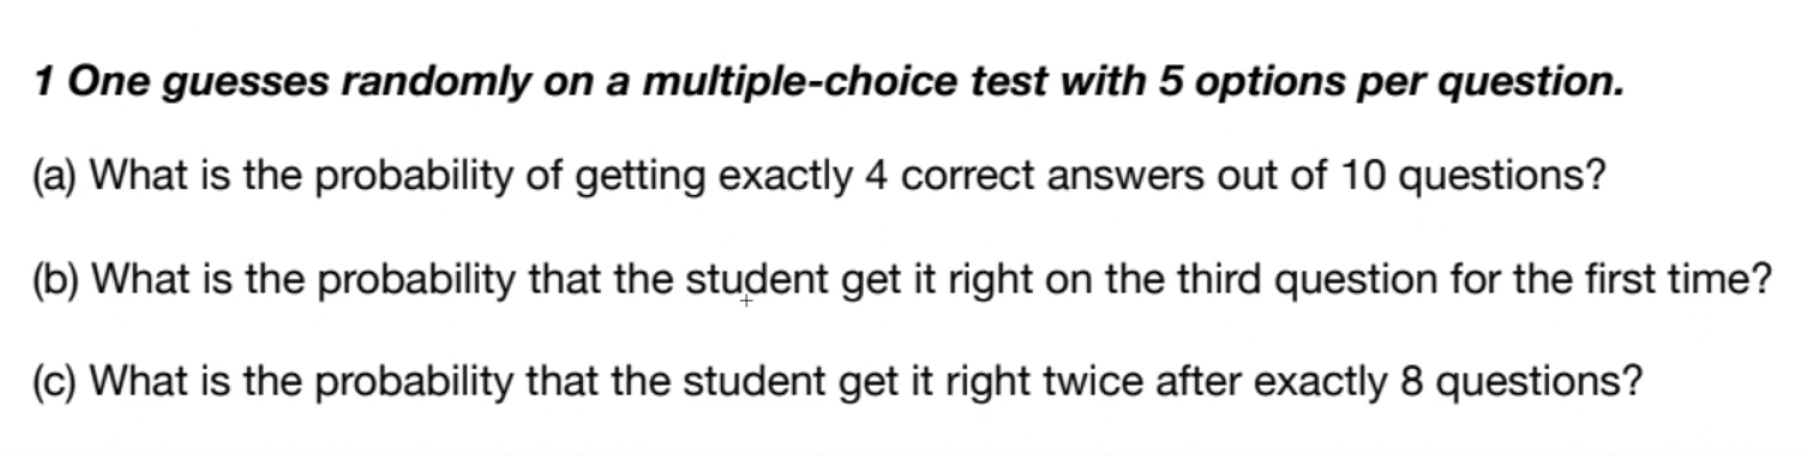 1 One guesses randomly on a multiple-choice test with 5 options per question.
(a) What is the probability of getting exactly 4 correct answers out of 10 questions?
(b) What is the probability that the student get it right on the third question for the first time?
(c) What is the probability that the student get it right twice after exactly 8 questions?